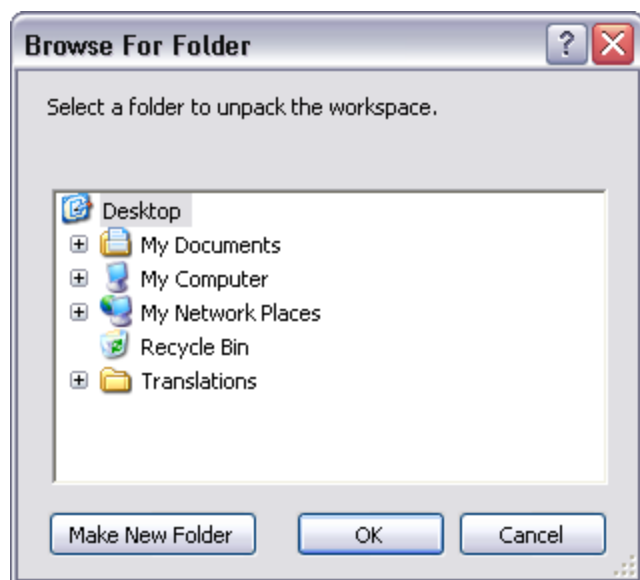 Browse For Folder
Select a folder to unpack the workspace.
Desktop
My Documents
My Computer
My Network Places
Recycle Bin
Translations
Make New Folder
OK
Cancel